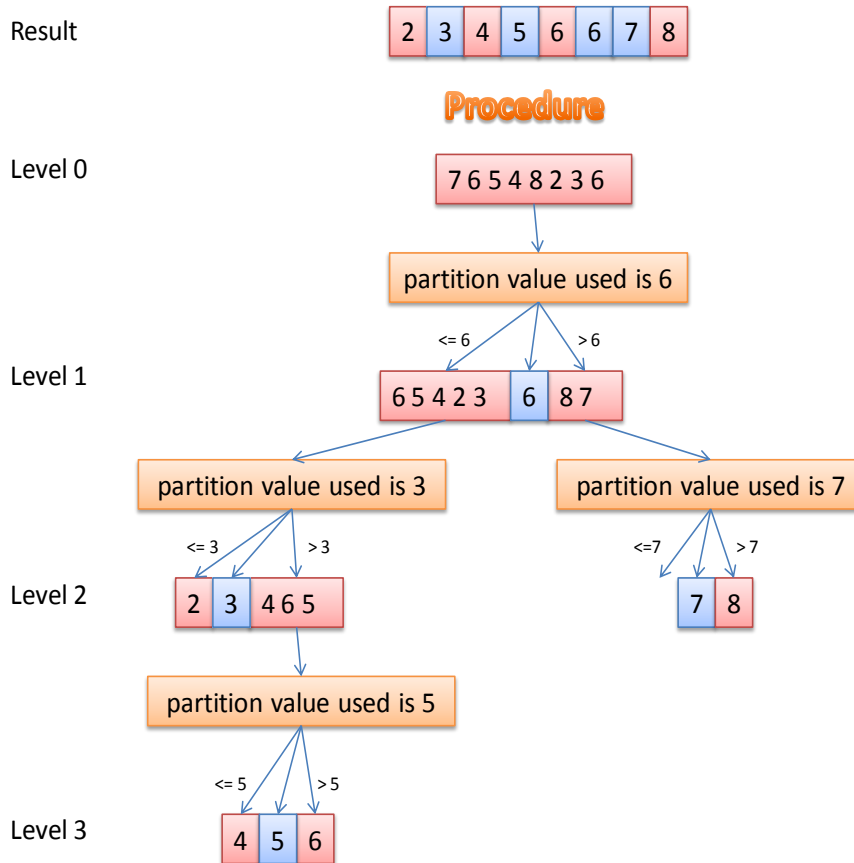 Result 2 3 4 5 6 6 7 8
Procedure
Level 0 7 6 5 4 8 2 3 6
partition value used is 6
<= 6 > 6
Level 1 6 5 4 2 3 6 8 7
partition value used is 3 partition value used is 7
<= 3 > 3 <=7 > 7
Level 2 2 3 4 6 5 7 8
partition value used is 5
<= 5 > 5
Level 3 4 5 6